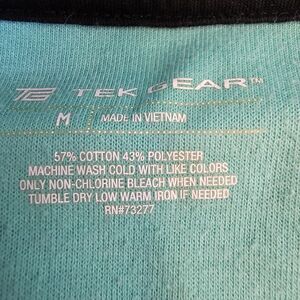 TEK GEAR™
M MADE IN VIETNAM
57% COTTON 43% POLYESTER
MACHINE WASH COLD WITH LIKE COLORS
ONLY NON-CHLORINE BLEACH WHEN NEEDED
TUMBLE DRY LOW WARM IRON IF NEEDED
RN#73277